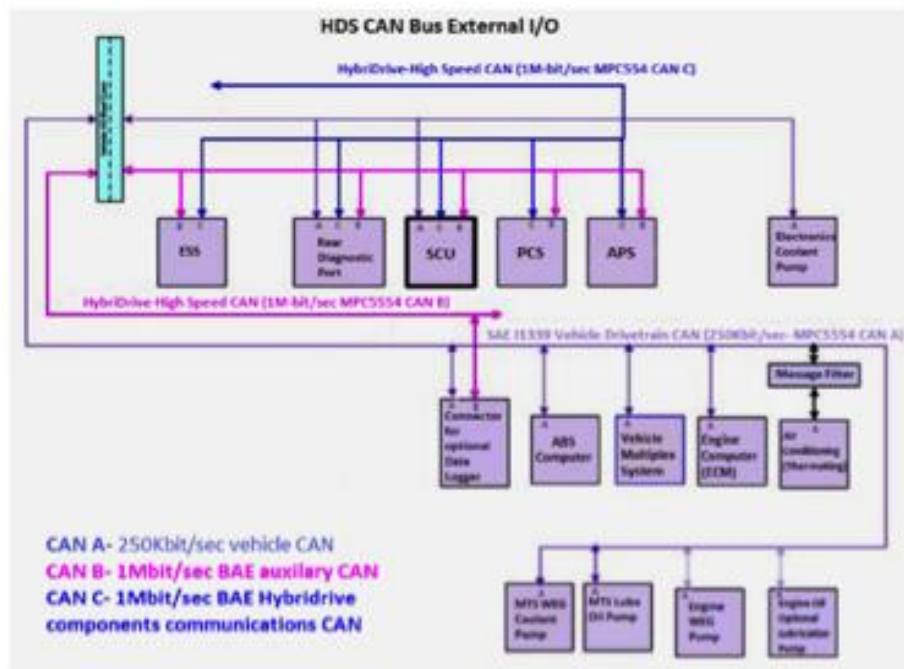 HDS CAN Bus External I/O
HybriDrive-High Speed CAN (1M-bit/sec MPC554 CAN C)
A
C
B
ESS
Rear
Diagnostic
Port
SCU
PCS
APS
Electronics
Coolant
Pump
HybriDrive-High Speed CAN (1M-bit/sec MPC5554 CAN B)
SAE J1939 Vehicle Drivetrain CAN (250Kbit/sec- MPC5554 CAN A)
Message Filter
Connector
for
optional
Data
Logger
ABS
Computer
Vehicle
Multiplex
System
Engine
Computer
(ECM)
Air
conditioning
(Thermoking)
CAN A- 250Kbit/sec vehicle CAN
CAN B- 1Mbit/sec BAE auxilary CAN
CAN C- 1Mbit/sec BAE Hybridrive
components communications CAN
MTS WEG
Coolant
Pump
MTS Lube
Oil Pump
Engine
WEG
Pump
Engine Off
Optional
Lubrication
Pump